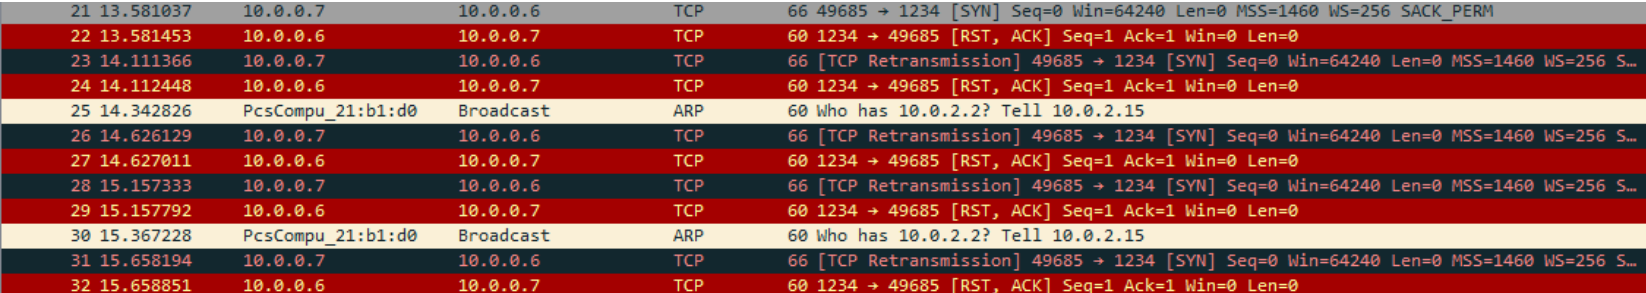 21 13.581037 10.0.0.7 10.0.0.6 TCP 66 49685 → 1234 [SYN] Seq=0 Win=64240 Len=0 MSS=1460 WS=256 SACK_PERM
22 13.581453 10.0.0.6 10.0.0.7 TCP 60 1234 → 49685 [RST, ACK] Seq=1 Ack=1 Win=0 Len=0
23 14.111366 10.0.0.7 10.0.0.6 TCP 66 [TCP Retransmission] 49685 → 1234 [SYN] Seq=0 Win=64240 Len=0 MSS=1460 WS=256 S…
24 14.112448 10.0.0.6 10.0.0.7 TCP 60 1234 → 49685 [RST, ACK] Seq=1 Ack=1 Win=0 Len=0
25 14.342826 PcsCompu_21:b1:d0 Broadcast ARP 60 Who has 10.0.2.2? Tell 10.0.2.15
26 14.626129 10.0.0.7 10.0.0.6 TCP 66 [TCP Retransmission] 49685 → 1234 [SYN] Seq=0 Win=64240 Len=0 MSS=1460 WS=256 S…
27 14.627011 10.0.0.6 10.0.0.7 TCP 60 1234 → 49685 [RST, ACK] Seq=1 Ack=1 Win=0 Len=0
28 15.157333 10.0.0.7 10.0.0.6 TCP 66 [TCP Retransmission] 49685 → 1234 [SYN] Seq=0 Win=64240 Len=0 MSS=1460 WS=256 S…
29 15.157792 10.0.0.6 10.0.0.7 TCP 60 1234 → 49685 [RST, ACK] Seq=1 Ack=1 Win=0 Len=0
30 15.367228 PcsCompu_21:b1:d0 Broadcast ARP 60 Who has 10.0.2.2? Tell 10.0.2.15
31 15.658194 10.0.0.7 10.0.0.6 TCP 66 [TCP Retransmission] 49685 → 1234 [SYN] Seq=0 Win=64240 Len=0 MSS=1460 WS=256 S…
32 15.658851 10.0.0.6 10.0.0.7 TCP 60 1234 → 49685 [RST, ACK] Seq=1 Ack=1 Win=0 Len=0